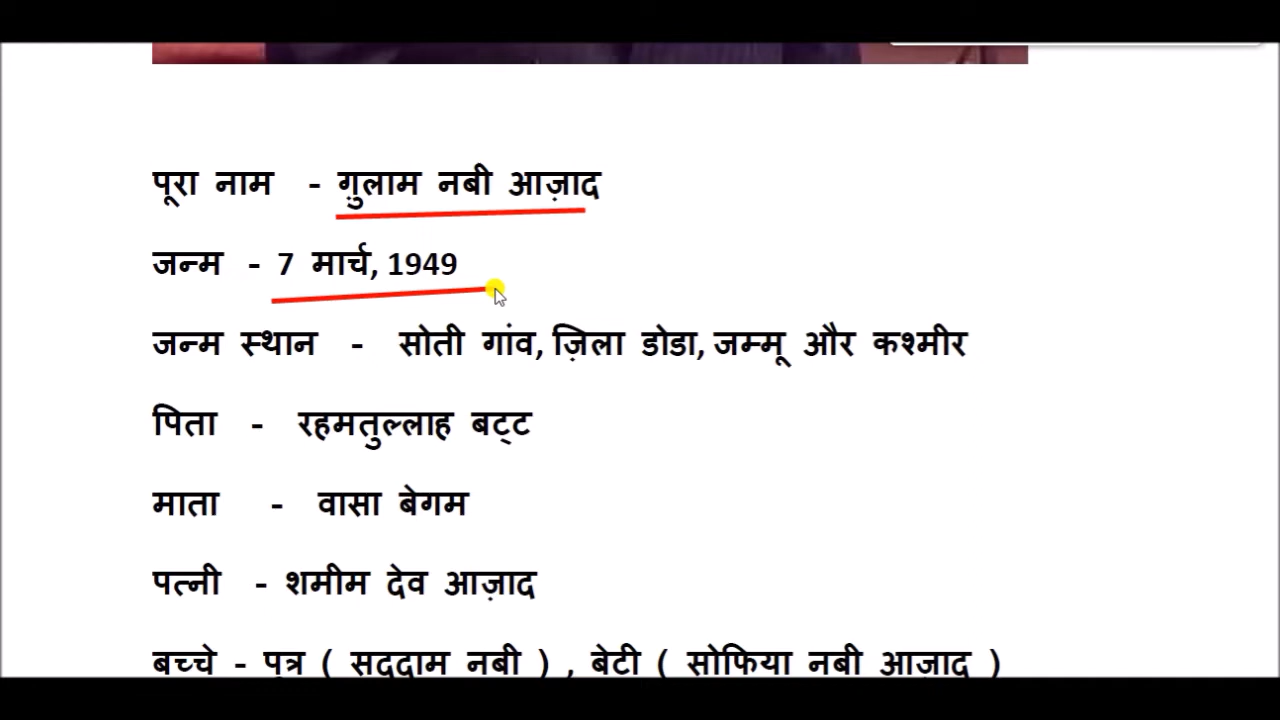 पूरा नाम - ग़ुलाम नबी आज़ाद
जन्म - 7 मार्च, 1949
जन्म स्थान - सोती गांव, ज़िला डोडा, जम्मू और कश्मीर
पिता - रहमतुल्लाह बट्ट
माता - वासा बेगम
पत्नी - शमीम देव आज़ाद
बच्चे - पुत्र ( सद्दाम नबी ) , बेटी ( सोफिया नबी आजाद )